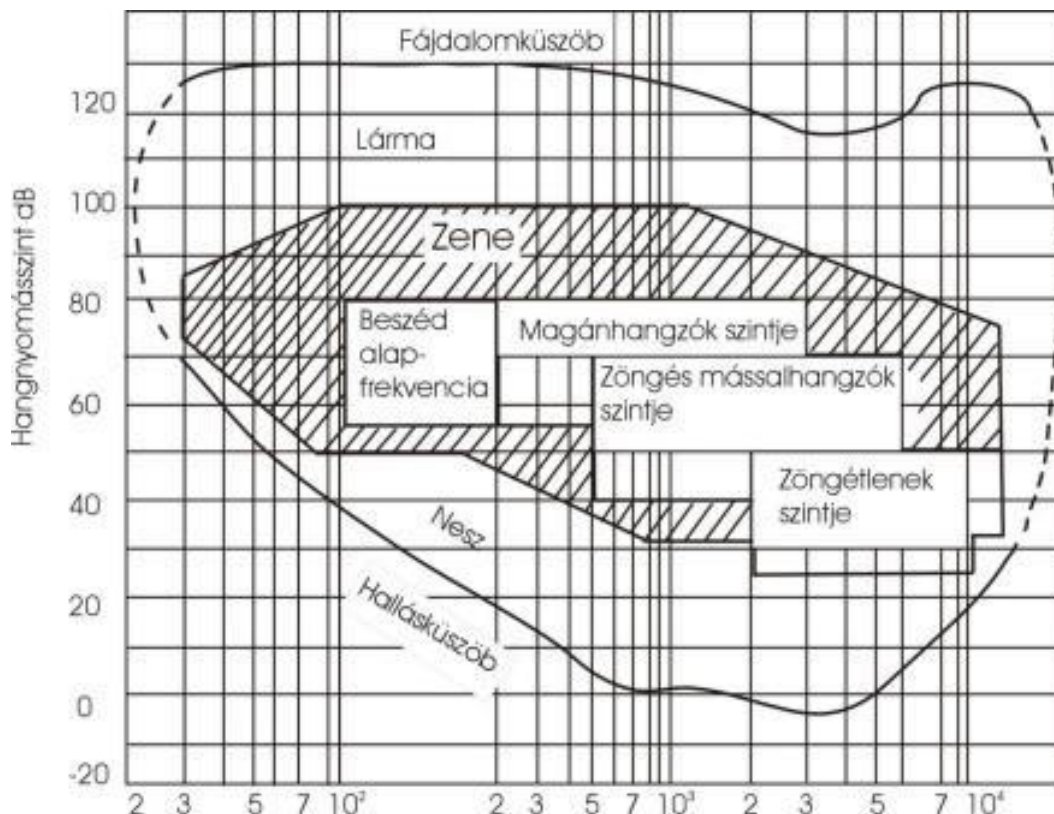 Fájdalomküszöb
120
Lárma
Hangnyomásszint dB
100
Zene
80
Beszéd
alap-
frekvencia
Magánhangzók szintje
Zöngés mássalhangzók
szintje
60
Zöngétlenek
szintje
40
Nesz
20
Hallásküszöb
0
-20
2 3 5 7 10² 2 3 5 7 10³ 2 3 5 7 10⁴